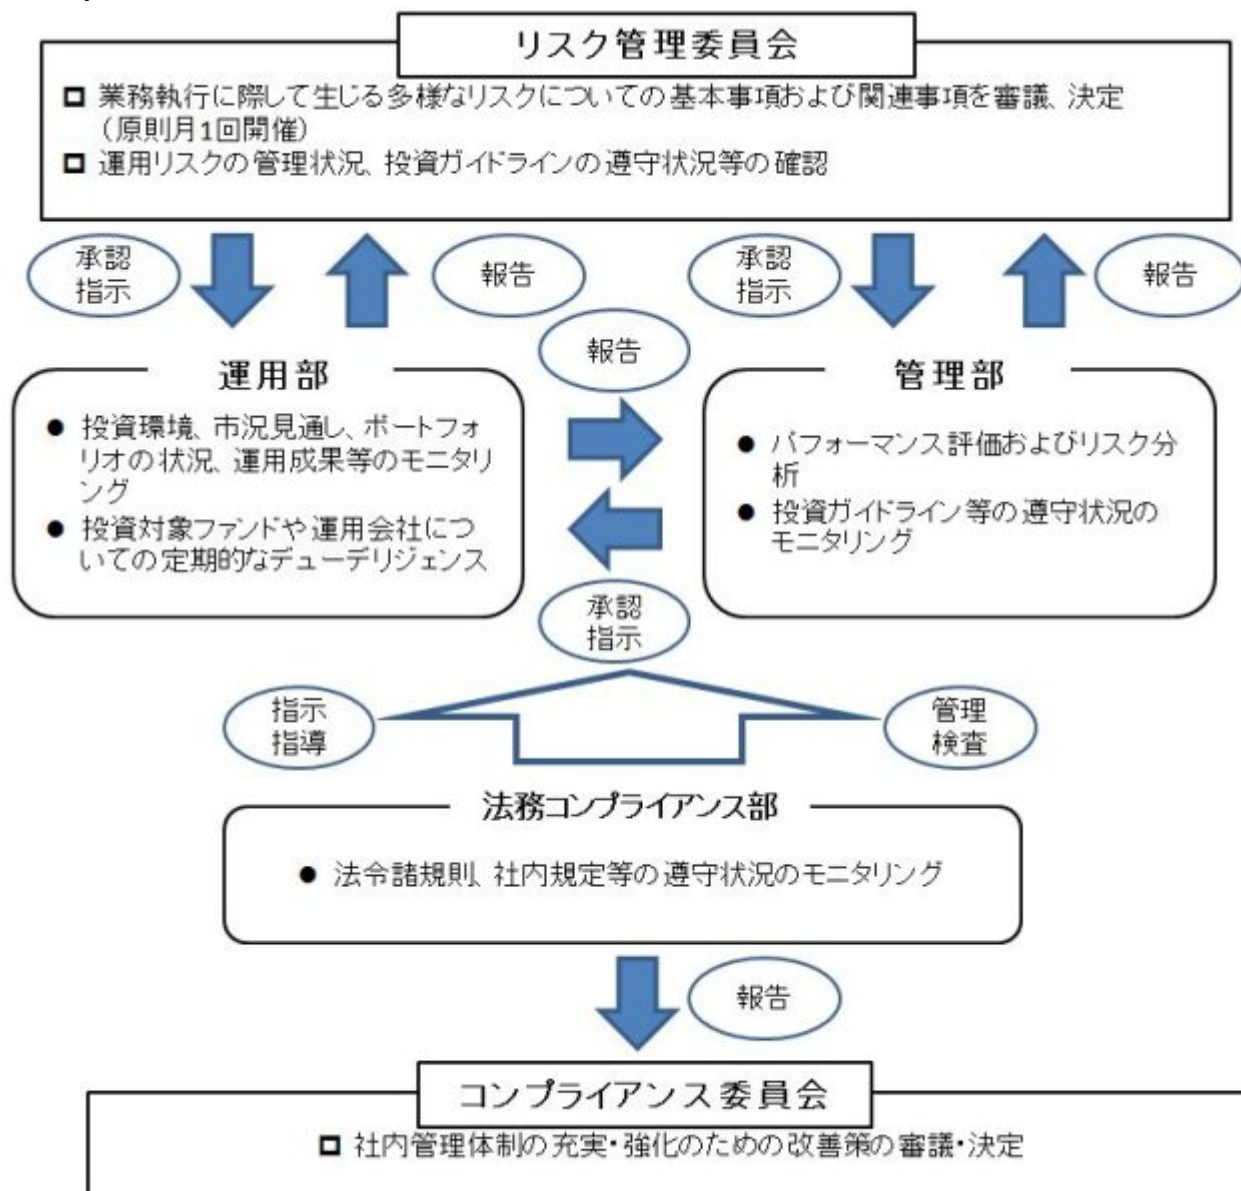 リスク管理委員会
業務執行に際して生じる多様なリスクについての基本事項および関連事項を審議、決定
（原則月1回開催）
運用リスクの管理状況、投資ガイドラインの遵守状況等の確認
承認
指示
報告
承認
指示
報告
報告
運用部
投資環境、市況見通し、ポートフォ
リオの状況、運用成果等のモニタリ
ング
投資対象ファンドや運用会社につ
いての定期的なデューデリジェンス
管理部
パフォーマンス評価およびリスク分
析
投資ガイドライン等の遵守状況の
モニタリング
承認
指示
指示
指導
管理
検査
法務コンプライアンス部
法令諸規則、社内規定等の遵守状況のモニタリング
報告
コンプライアンス委員会
社内管理体制の充実・強化のための改善策の審議・決定